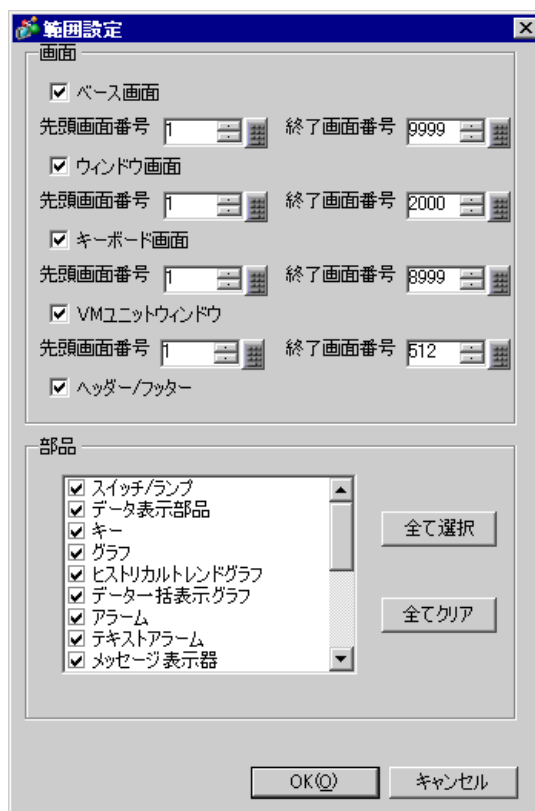 範囲設定
画面
ベース画面
先頭画面番号 1 終了画面番号 9999
ウィンドウ画面
先頭画面番号 1 終了画面番号 2000
キーボード画面
先頭画面番号 1 終了画面番号 8999
VMユニットウィンドウ
先頭画面番号 1 終了画面番号 512
ヘッダー/フッター
部品
スイッチ/ランプ
データ表示部品
キー
グラフ
ヒストリカルトレンドグラフ
データ一括表示グラフ
アラーム
テキストアラーム
メッセージ表示器
全て選択
全てクリア
OK(O) キャンセル